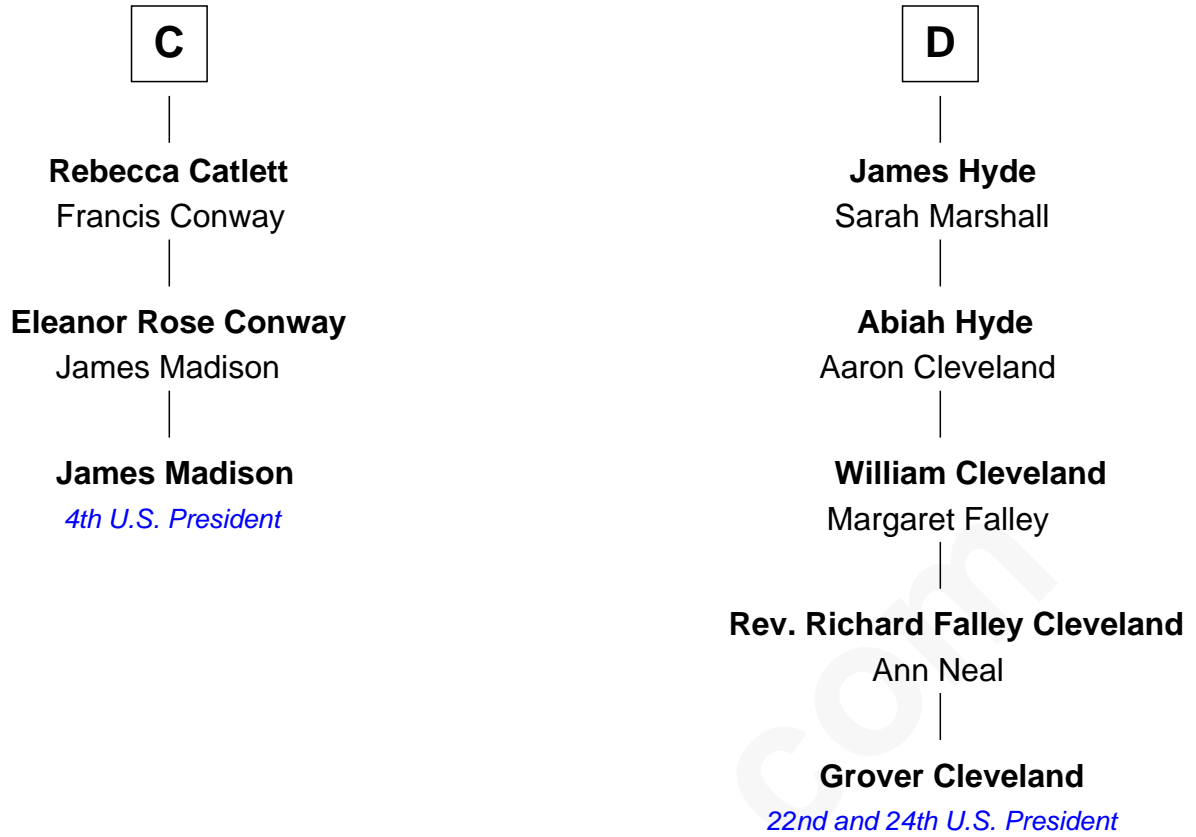 C
Rebecca Catlett
Francis Conway
Eleanor Rose Conway
James Madison
James Madison
4th U.S. President
D
James Hyde
Sarah Marshall
Abiah Hyde
Aaron Cleveland
William Cleveland
Margaret Falley
Rev. Richard Falley Cleveland
Ann Neal
Grover Cleveland
22nd and 24th U.S. President
com